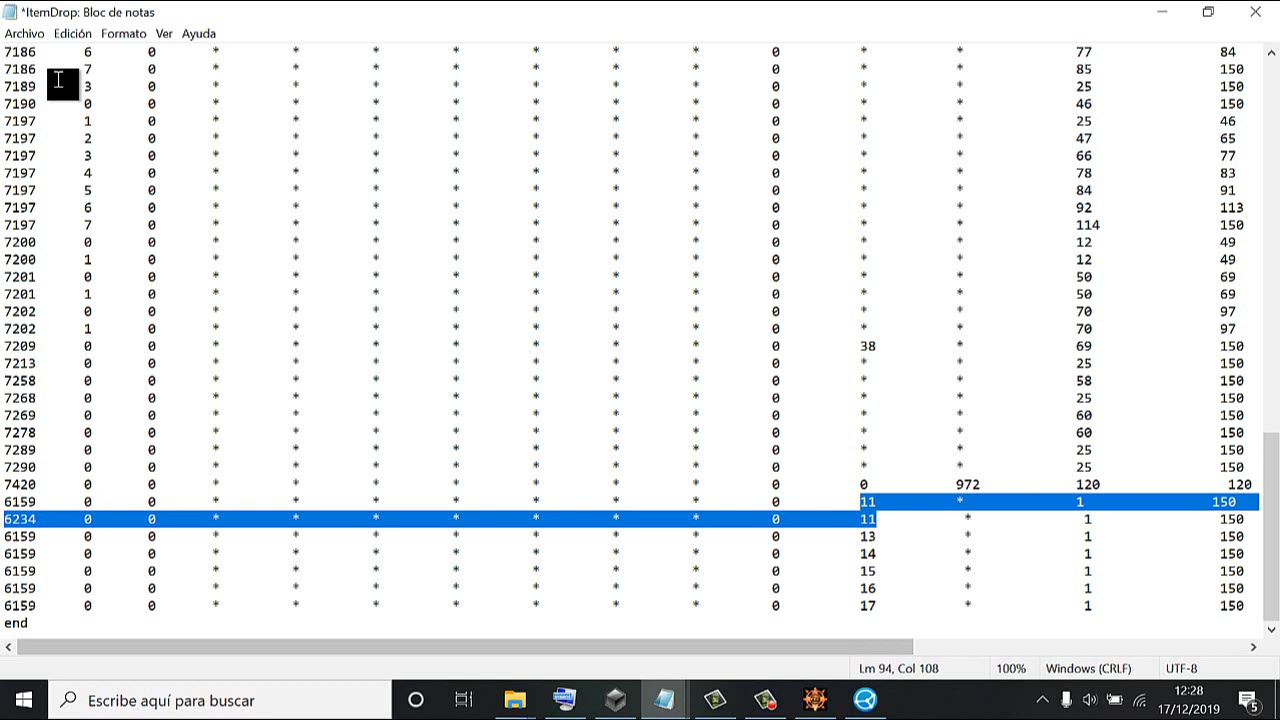 *ItemDrop: Bloc de notas
Archivo Edición Formato Ver Ayuda
7186 6 0 * * * * * * * 0 * * 77 84
7186 7 0 * * * * * * * 0 * * 85 150
7189 3 0 * * * * * * * 0 * * 25 150
7190 0 0 * * * * * * * 0 * * 46 150
7197 1 0 * * * * * * * 0 * * 25 46
7197 2 0 * * * * * * * 0 * * 47 65
7197 3 0 * * * * * * * 0 * * 66 77
7197 4 0 * * * * * * * 0 * * 78 83
7197 5 0 * * * * * * * 0 * * 84 91
7197 6 0 * * * * * * * 0 * * 92 113
7197 7 0 * * * * * * * 0 * * 114 150
7200 0 0 * * * * * * * 0 * * 12 49
7200 1 0 * * * * * * * 0 * * 12 49
7201 0 0 * * * * * * * 0 * * 50 69
7201 1 0 * * * * * * * 0 * * 50 69
7202 0 0 * * * * * * * 0 * * 70 97
7202 1 0 * * * * * * * 0 * * 70 97
7209 0 0 * * * * * * * 0 38 * 69 150
7213 0 0 * * * * * * * 0 * * 25 150
7258 0 0 * * * * * * * 0 * * 58 150
7268 0 0 * * * * * * * 0 * * 25 150
7269 0 0 * * * * * * * 0 * * 60 150
7278 0 0 * * * * * * * 0 * * 60 150
7289 0 0 * * * * * * * 0 * * 25 150
7290 0 0 * * * * * * * 0 * * 25 150
7420 0 0 * * * * * * * 0 0 972 120 120
6159 0 0 * * * * * * * 0 11 * 1 150
6234 0 0 * * * * * * * 0 11 * 1 150
6159 0 0 * * * * * * * 0 13 * 1 150
6159 0 0 * * * * * * * 0 14 * 1 150
6159 0 0 * * * * * * * 0 15 * 1 150
6159 0 0 * * * * * * * 0 16 * 1 150
6159 0 0 * * * * * * * 0 17 * 1 150
end
Lm 94, Col 108 100% Windows (CRLF) UTF-8
Escribe aquí para buscar
12:28
17/12/2019
5